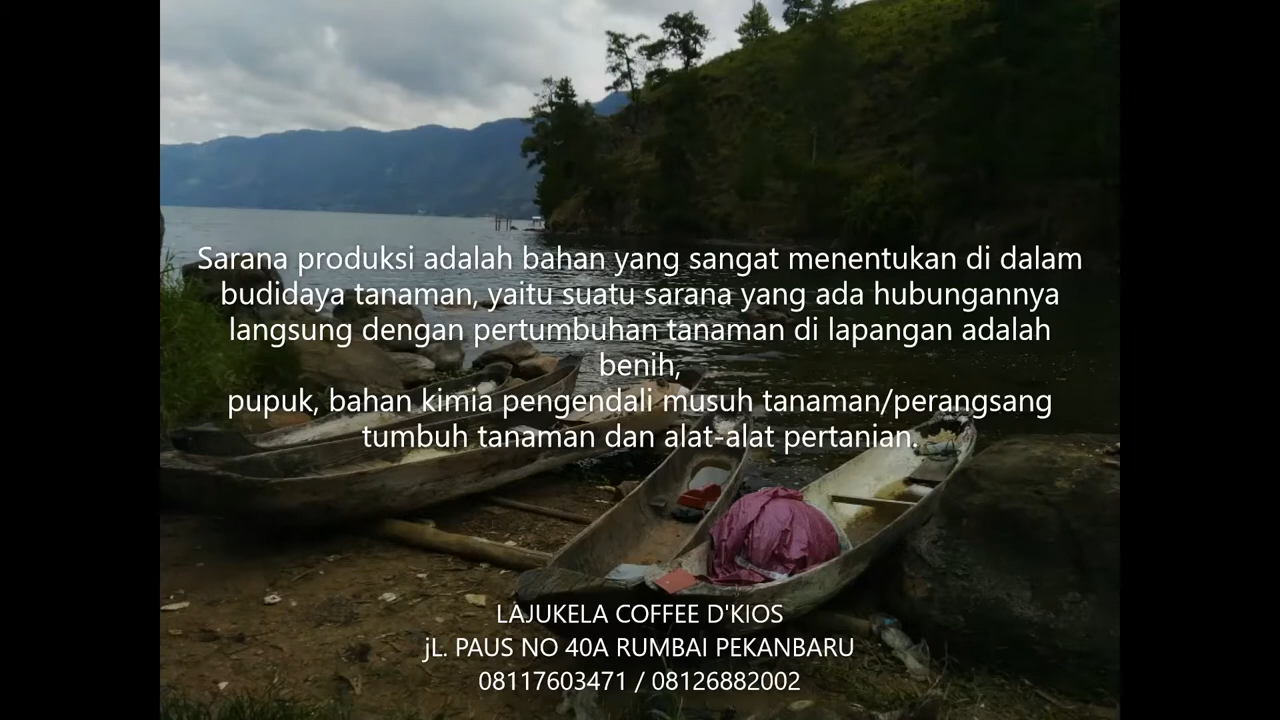 Sarana produksi adalah bahan yang sangat menentukan di dalam
budidaya tanaman, yaitu suatu sarana yang ada hubungannya
langsung dengan pertumbuhan tanaman di lapangan adalah
benih,
pupuk, bahan kimia pengendali musuh tanaman/perangsang
tumbuh tanaman dan alat-alat pertanian.
LAJUKELA COFFEE D'KIOS
jL. PAUS NO 40A RUMBAI PEKANBARU
08117603471 / 08126882002